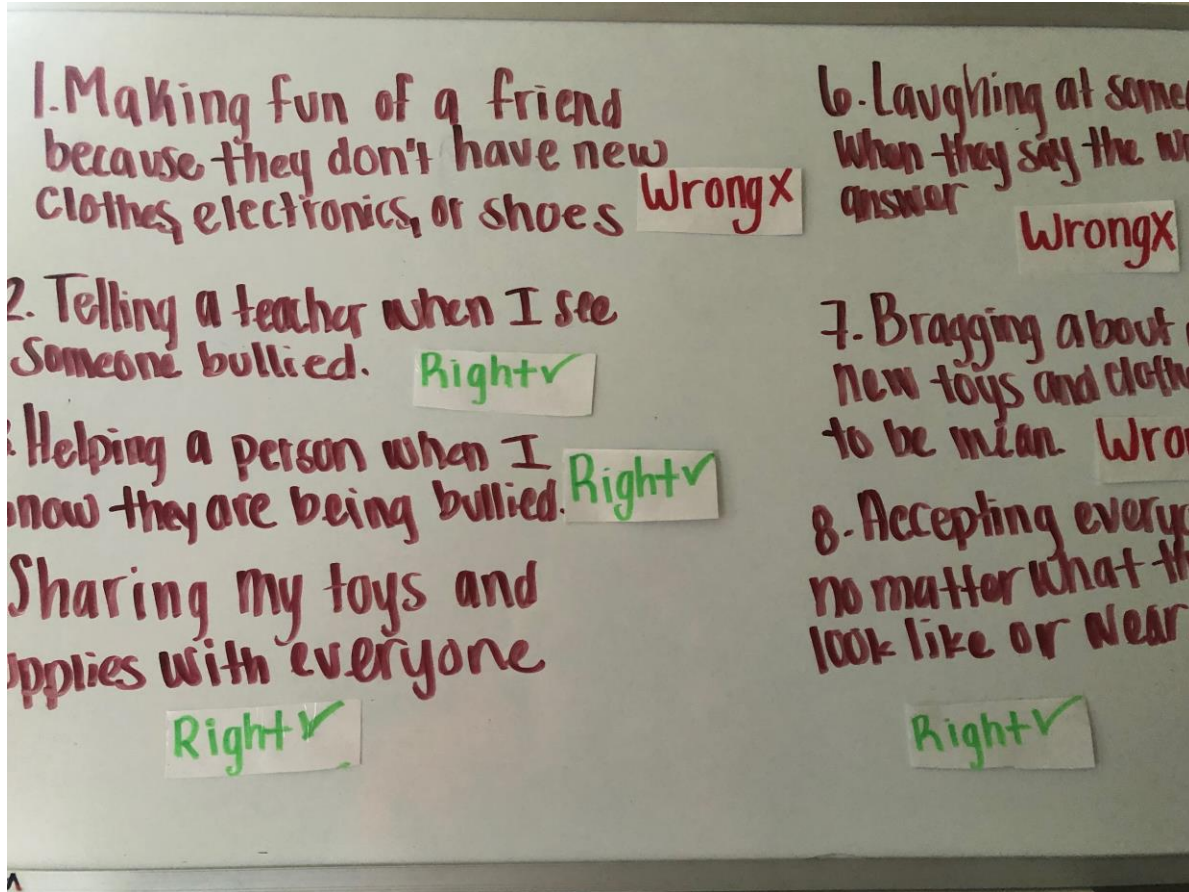 1. Making fun of a friend
because they don't have new
clothes, electronics, or shoes Wrong X
2. Telling a teacher when I see
someone bullied. Right ✓
Helping a person when I
they are being bullied. Right ✓
Sharing my toys and
with everyone
Right ✓
6. Laughing at
when they say the
answer
Wrong X
7. Bragging about
new toys and
to be mean
8. Accepting
no matter what
look like or wear
Right ✓